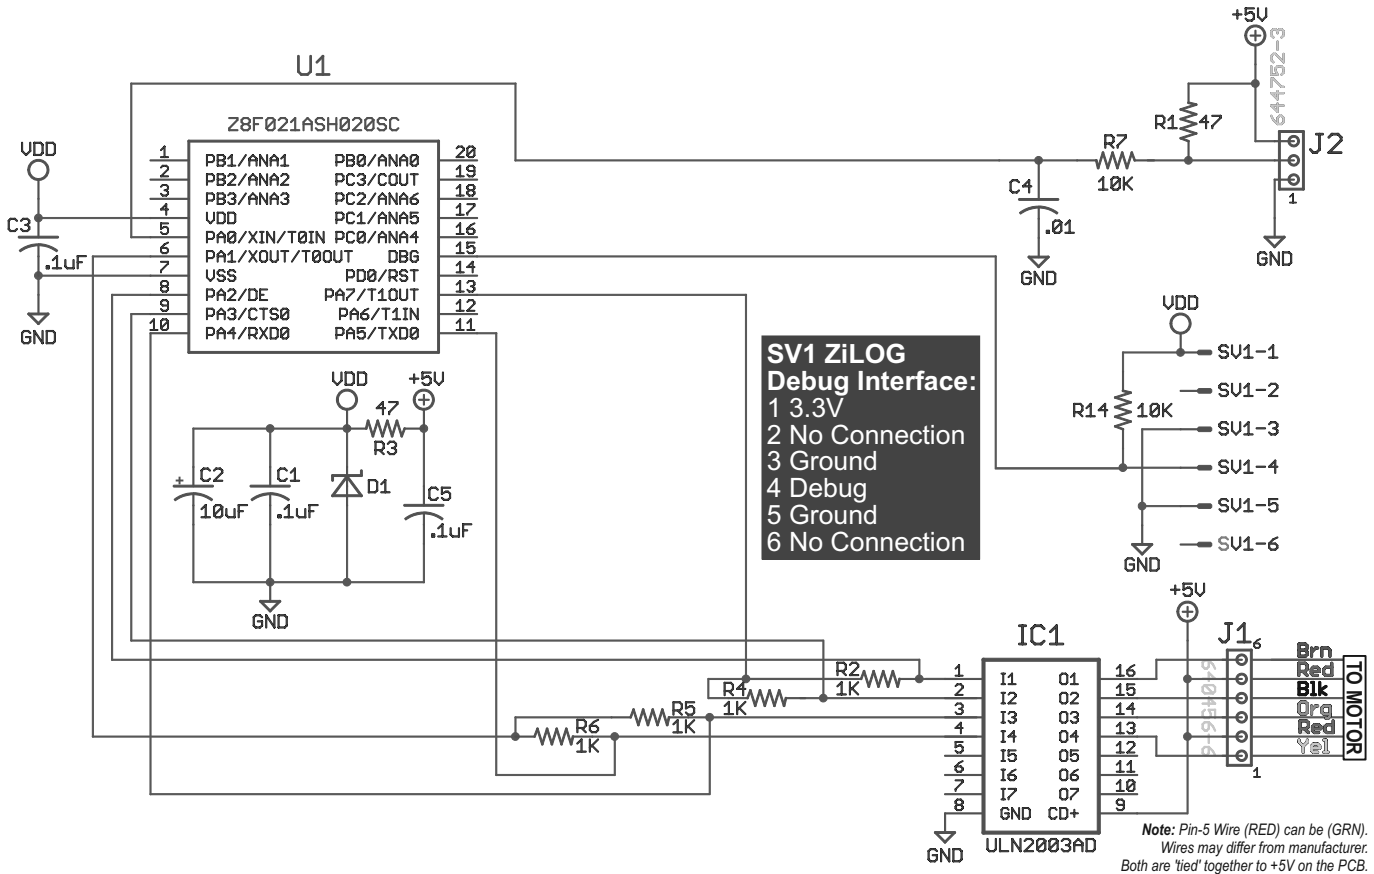 +5V
644752-3
U1
Z8F021ASH020SC
VDD
C3
.1uF
GND
1 PB1/ANA1 PB0/ANA0 20
2 PB2/ANA2 PC3/COUT 19
3 PB3/ANA3 PC2/ANA6 18
4 VDD PC1/ANA5 17
5 PA0/XIN/T0IN PC0/ANA4 16
6 PA1/XOUT/T0OUT DBG 15
7 VSS PD0/RST 14
8 PA2/DE PA7/T1OUT 13
9 PA3/CTS0 PA6/T1IN 12
10 PA4/RXD0 PA5/TXD0 11
R1 47
R7
10K
J2
1
C4
.01
GND
GND
VDD
SV1-1
SV1-2
R14 10K
SV1-3
SV1-4
SV1-5
SV1-6
GND
SV1 ZiLOG
Debug Interface:
1 3.3V
2 No Connection
3 Ground
4 Debug
5 Ground
6 No Connection
VDD
+5V
47
R3
C2
10uF
C1
.1uF
D1
C5
.1uF
GND
+5V
IC1
J1
6
640456-6
1
Brn
Red
Blk
Org
Red
Yel
TO MOTOR
R2
1K
R4
1K
R5
1K
R6
1K
1 I1 O1 16
2 I2 O2 15
3 I3 O3 14
4 I4 O4 13
5 I5 O5 12
6 I6 O6 11
7 I7 O7 10
8 GND CD+ 9
ULN2003AD
GND
Note: Pin-5 Wire (RED) can be (GRN).
Wires may differ from manufacturer.
Both are 'tied' together to +5V on the PCB.